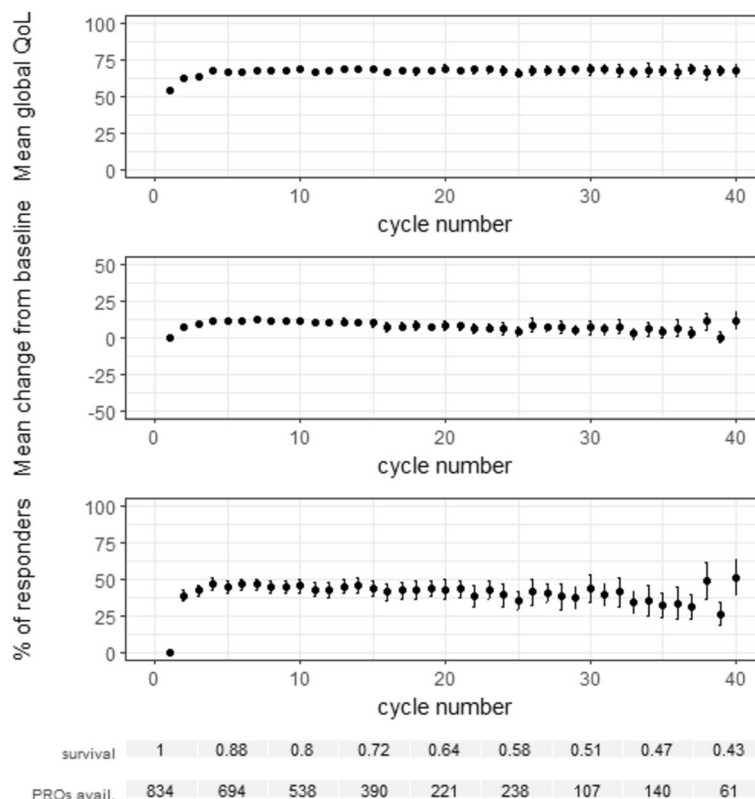 Mean global QoL
100
75
50
25
0
0 10 20 30 40
cycle number
Mean change from baseline
50
25
0
-25
-50
0 10 20 30 40
cycle number
% of responders
100
75
50
25
0
0 10 20 30 40
cycle number
survival 1 0.88 0.8 0.72 0.64 0.58 0.51 0.47 0.43
PROs avail. 834 694 538 390 221 238 107 140 61